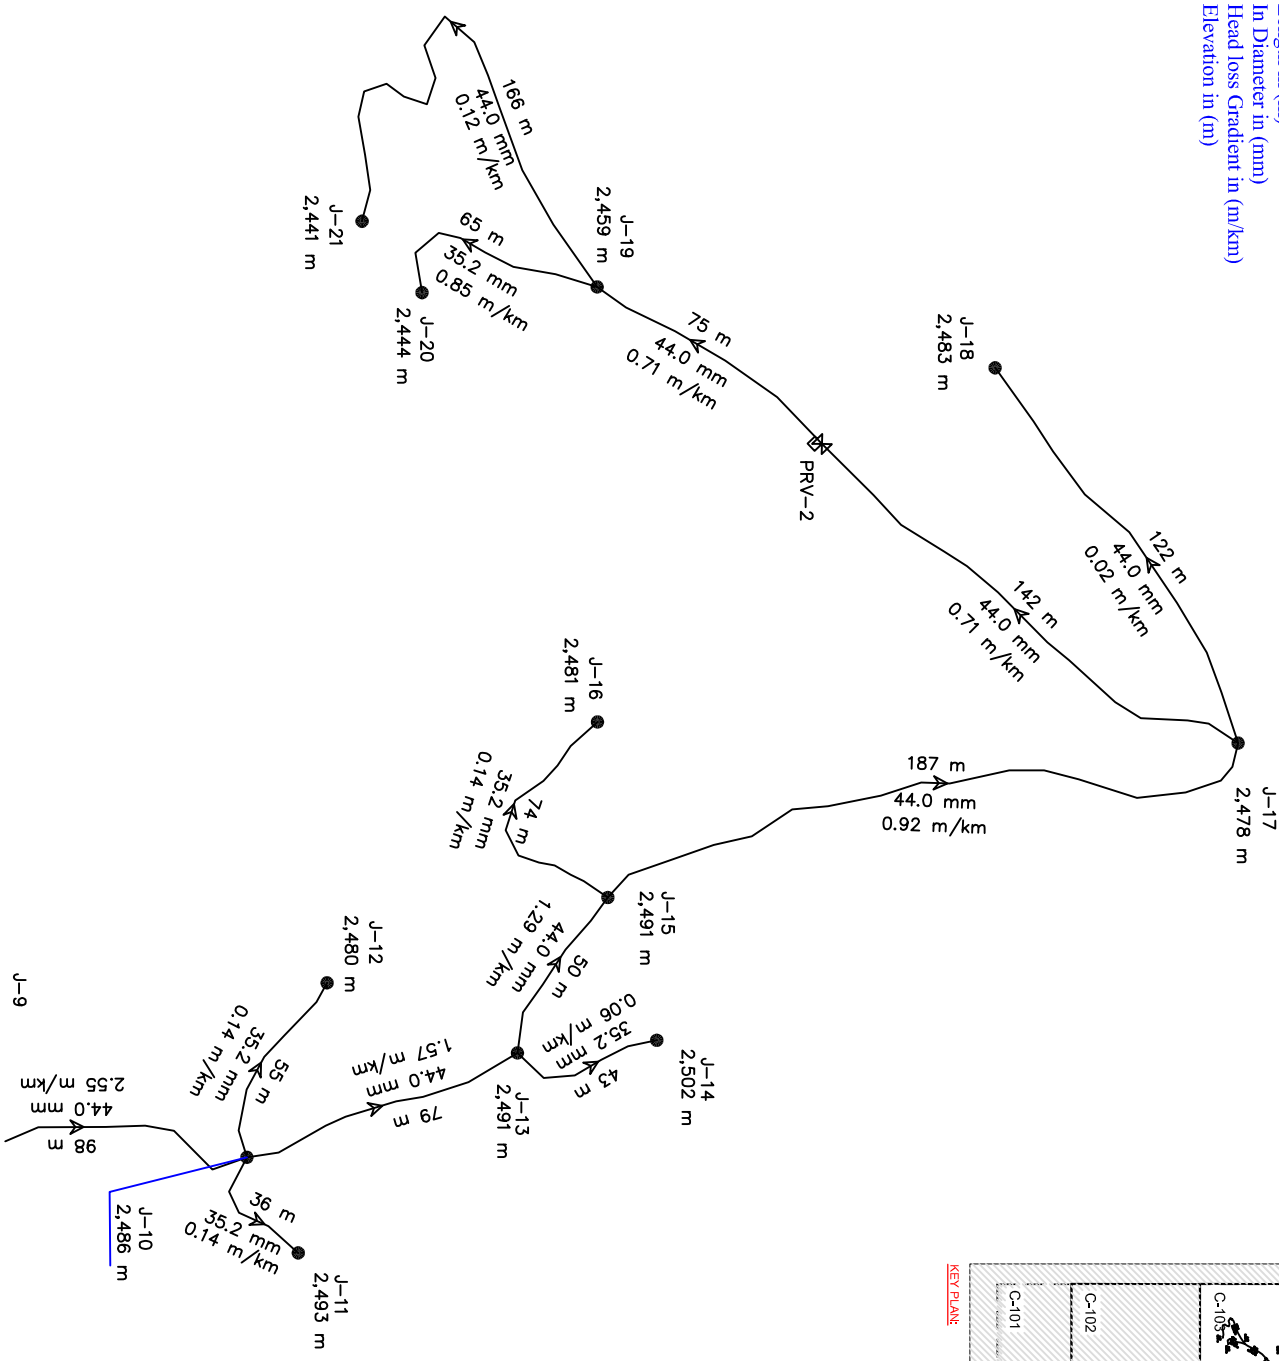 In Diameter in (mm)
Head loss Gradient in (m/km)
Elevation in (m)
166 m
44.0 mm
0.12 m/km
J-21
2,441 m
65 m
35.2 mm
0.85 m/km
J-20
2,444 m
J-19
2,459 m
75 m
44.0 mm
0.71 m/km
PRV-2
J-18
2,483 m
122 m
44.0 mm
0.02 m/km
142 m
44.0 mm
0.71 m/km
J-17
2,478 m
187 m
44.0 mm
0.92 m/km
J-16
2,481 m
74 m
35.2 mm
0.14 m/km
J-15
2,491 m
50 m
44.0 mm
1.29 m/km
J-14
2,502 m
43 m
35.2 mm
0.06 m/km
J-13
2,491 m
79 m
44.0 mm
1.57 m/km
J-12
2,480 m
55 m
35.2 mm
0.14 m/km
J-9
98 m
44.0 mm
2.55 m/km
J-10
2,486 m
36 m
35.2 mm
0.14 m/km
J-11
2,493 m
KEY PLAN:
C-101
C-102
C-103